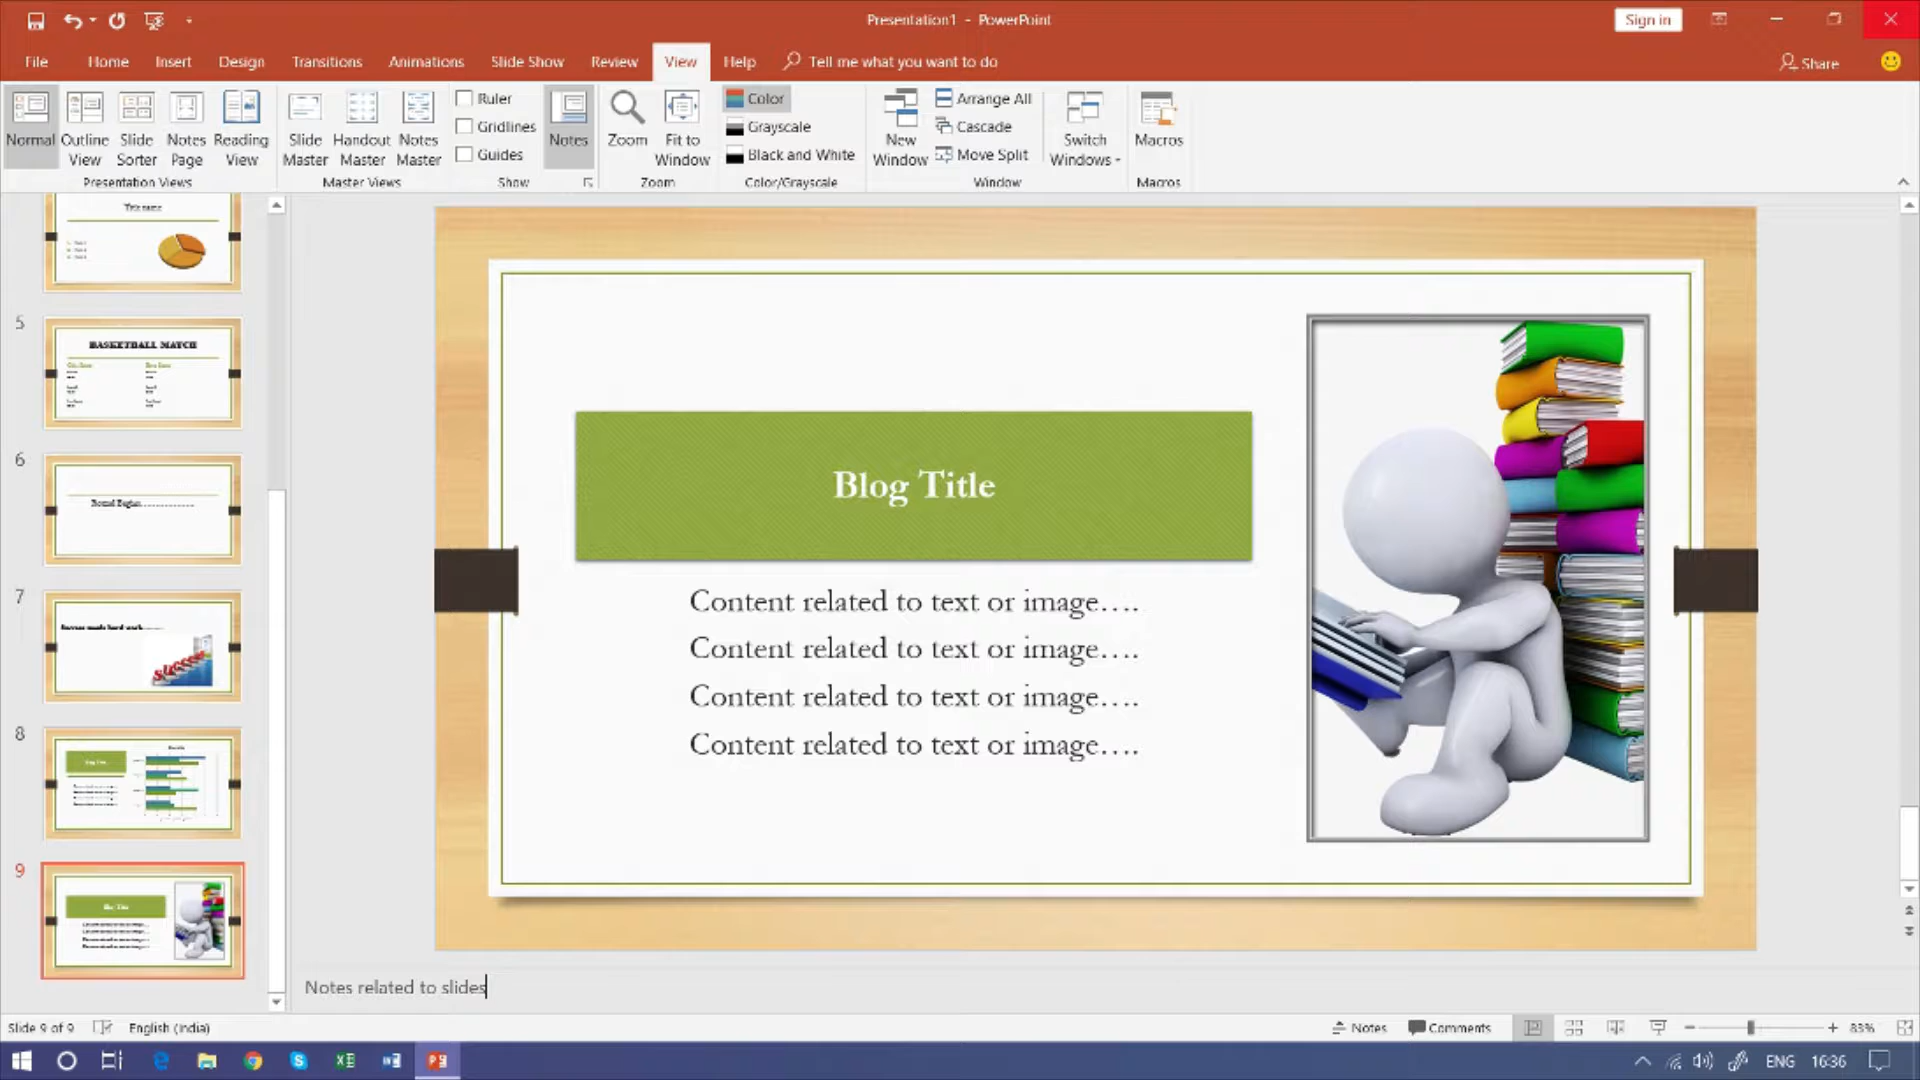 Presentation1 - PowerPoint
Sign in
File Home Insert Design Transitions Animations Slide Show Review View Help Tell me what you want to do
Share
Normal
Outline View
Slide Sorter
Notes Page
Reading View
Presentation Views
Slide Master
Handout Master
Notes Master
Master Views
Ruler
Gridlines
Guides
Show
Notes
Zoom
Fit to Window
Zoom
Color
Grayscale
Black and White
Color/Grayscale
New Window
Arrange All
Cascade
Move Split
Switch Windows
Window
Macros
Macros
5
BASKETBALL MATCH
6
7
8
9
Blog Title
Content related to text or image....
Content related to text or image....
Content related to text or image....
Content related to text or image....
Notes related to slides
Slide 9 of 9 English (India)
Notes Comments 83%
ENG 16:36